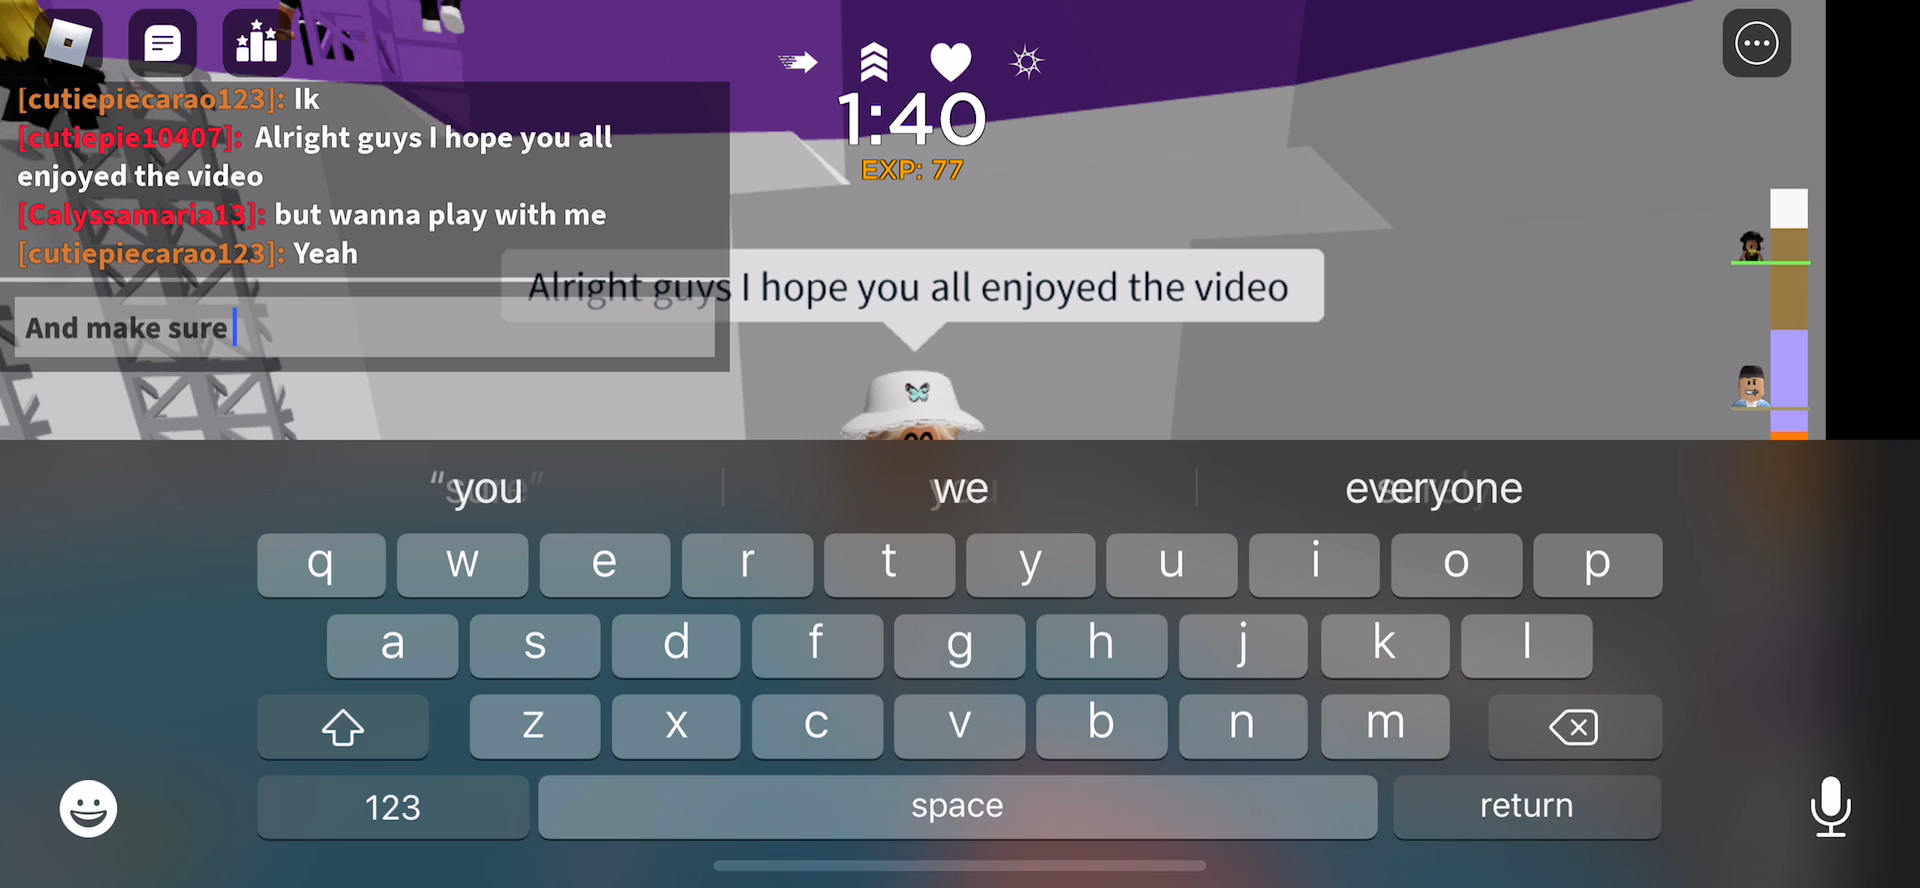 1:40
EXP: 77
[cutiepiecarao123]: Ik
[cutiepie10407]: Alright guys I hope you all
enjoyed the video
[Calyssamaria13]: but wanna play with me
[cutiepiecarao123]: Yeah
Alright guys I hope you all enjoyed the video
And make sure
you we everyone
q w e r t y u i o p
a s d f g h j k l
z x c v b n m
123 space return